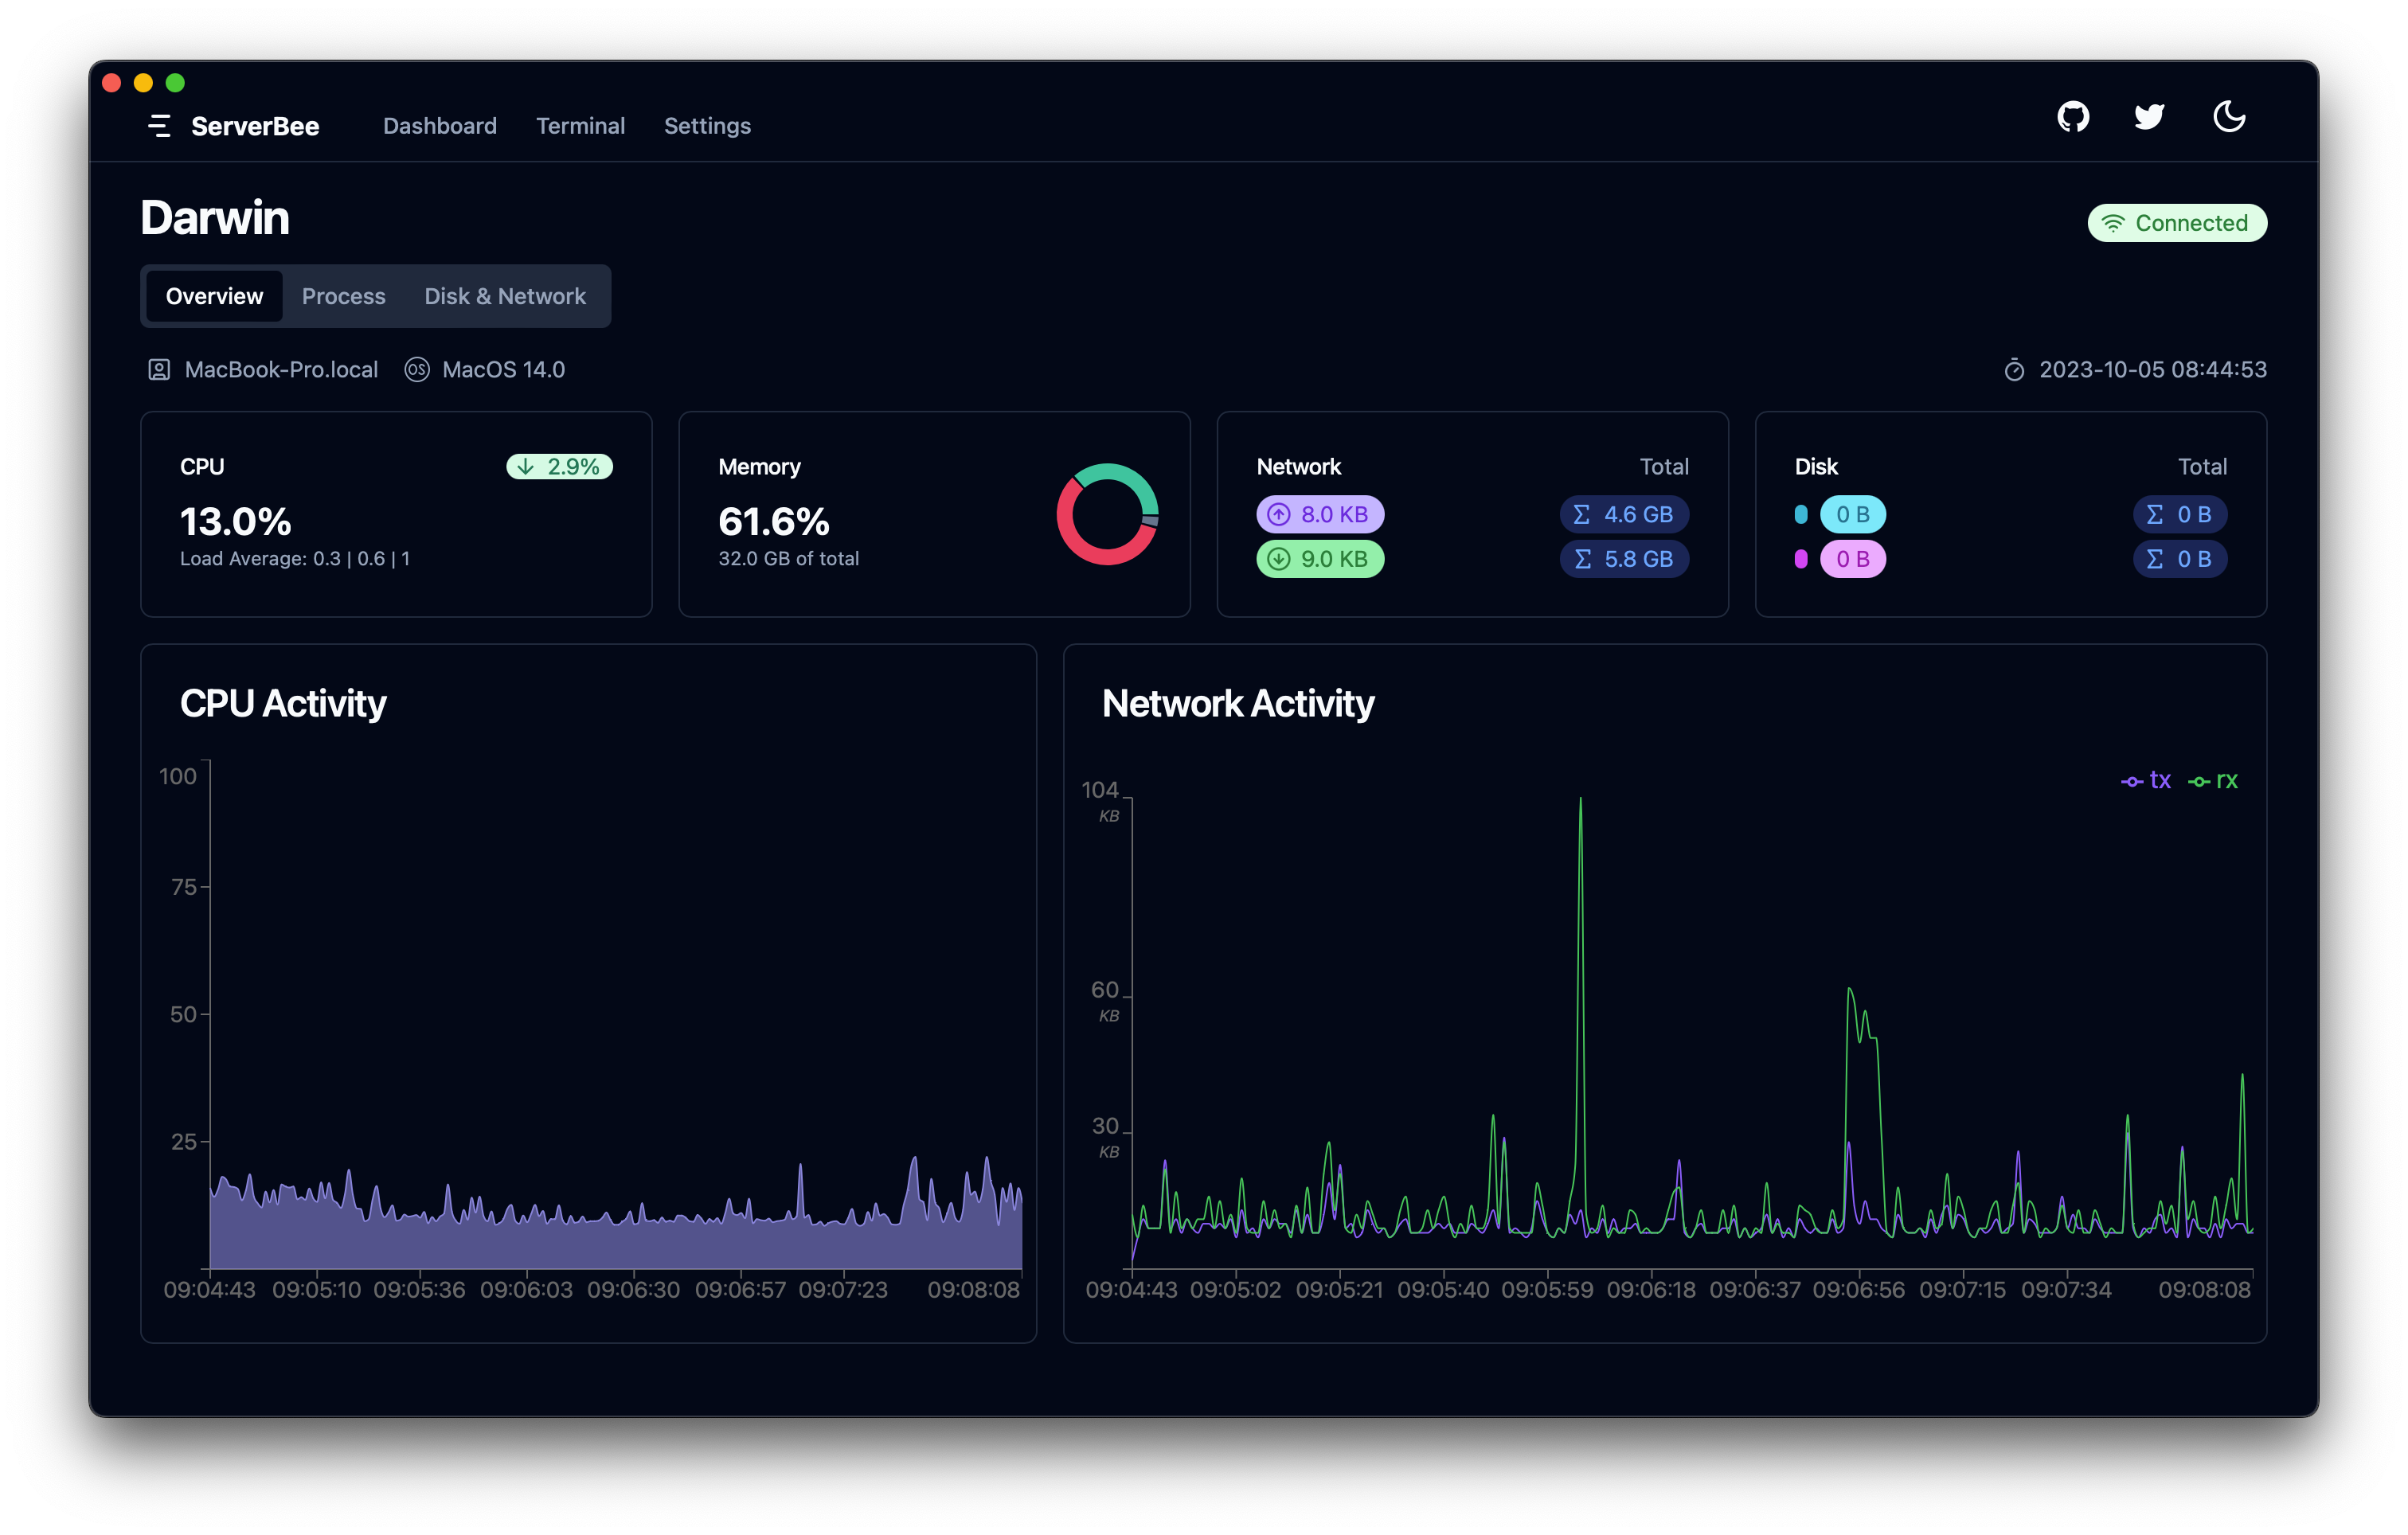 ServerBee Dashboard Terminal Settings
Darwin
Connected
Overview Process Disk & Network
MacBook-Pro.local OS MacOS 14.0 2023-10-05 08:44:53
CPU 2.9%
13.0%
Load Average: 0.3 | 0.6 | 1
Memory
61.6%
32.0 GB of total
Network Total
8.0 KB Σ 4.6 GB
9.0 KB Σ 5.8 GB
Disk Total
0 B Σ 0 B
0 B Σ 0 B
CPU Activity
100
75
50
25
09:04:43 09:05:10 09:05:36 09:06:03 09:06:30 09:06:57 09:07:23 09:08:08
Network Activity
tx rx
104
KB
60
KB
30
KB
09:04:43 09:05:02 09:05:21 09:05:40 09:05:59 09:06:18 09:06:37 09:06:56 09:07:15 09:07:34 09:08:08